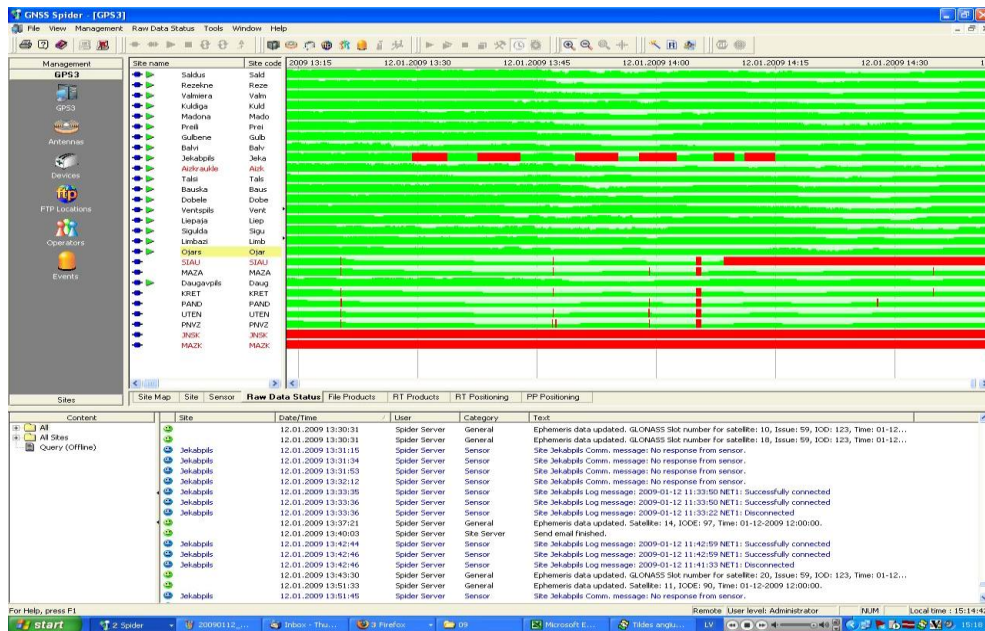 GNSS Spider - [GPS3]
File View Management Raw Data Status Tools Window Help
Management
GPS3
GPS3
Antennas
Devices
FTP Locations
Operators
Events
Sites
Site name Site code 2009 13:15 12.01.2009 13:30 12.01.2009 13:45 12.01.2009 14:00 12.01.2009 14:15 12.01.2009 14:30
Saldus Sald
Rezekne Reze
Valmiera Valm
Kuldiga Kuld
Madona Mado
Preili Prei
Gulbene Gulb
Balvi Balv
Jekabpils Jeka
Aizkraukle Aizk
Talsi Tals
Bauska Baus
Dobele Dobe
Ventspils Vent
Liepaja Liep
Sigulda Sigu
Limbazi Limb
Ojars Ojar
SIAU SIAU
MAZA MAZA
Daugavpils Daug
KRET KRET
PAND PAND
UTEN UTEN
PNVZ PNVZ
JNSK JNSK
MAZK MAZK
Site Map Site Sensor Raw Data Status File Products RT Products RT Positioning PP Positioning
Content
All
All Sites
Query (Offline)
Site Date/Time User Category Text
12.01.2009 13:30:31 Spider Server General Ephemeris data updated. GLONASS Slot number for satellite: 10, Issue: 59, IOD: 123, Time: 01-12...
12.01.2009 13:30:31 Spider Server General Ephemeris data updated. GLONASS Slot number for satellite: 18, Issue: 59, IOD: 123, Time: 01-12...
Jekabpils 12.01.2009 13:31:15 Spider Server Sensor Site Jekabpils Comm. message: No response from sensor.
Jekabpils 12.01.2009 13:31:34 Spider Server Sensor Site Jekabpils Comm. message: No response from sensor.
Jekabpils 12.01.2009 13:31:53 Spider Server Sensor Site Jekabpils Comm. message: No response from sensor.
Jekabpils 12.01.2009 13:32:12 Spider Server Sensor Site Jekabpils Comm. message: No response from sensor.
Jekabpils 12.01.2009 13:33:35 Spider Server Sensor Site Jekabpils Log message: 2009-01-12 11:33:50 NET1: Successfully connected
Jekabpils 12.01.2009 13:33:36 Spider Server Sensor Site Jekabpils Log message: 2009-01-12 11:33:50 NET1: Successfully connected
Jekabpils 12.01.2009 13:33:36 Spider Server Sensor Site Jekabpils Log message: 2009-01-12 11:33:22 NET1: Disconnected
12.01.2009 13:37:21 Spider Server General Ephemeris data updated. Satellite: 14, IODE: 97, Time: 01-12-2009 12:00:00.
12.01.2009 13:40:03 Spider Server Site Server Send email finished.
Jekabpils 12.01.2009 13:42:44 Spider Server Sensor Site Jekabpils Log message: 2009-01-12 11:42:59 NET1: Successfully connected
Jekabpils 12.01.2009 13:42:46 Spider Server Sensor Site Jekabpils Log message: 2009-01-12 11:42:59 NET1: Successfully connected
Jekabpils 12.01.2009 13:42:46 Spider Server Sensor Site Jekabpils Log message: 2009-01-12 11:41:33 NET1: Disconnected
12.01.2009 13:43:30 Spider Server General Ephemeris data updated. GLONASS Slot number for satellite: 20, Issue: 59, IOD: 123, Time: 01-12...
12.01.2009 13:51:33 Spider Server General Ephemeris data updated. Satellite: 11, IODE: 90, Time: 01-12-2009 12:00:00.
Jekabpils 12.01.2009 13:51:45 Spider Server Sensor Site Jekabpils Comm. message: No response from sensor.
For Help, press F1 Remote User level: Administrator NUM Local time : 15:14:42
start 2 Spider 20090112_... Inbox - Thu... 3 Firefox 09 Microsoft E... Tildes anglu... LV 15:18